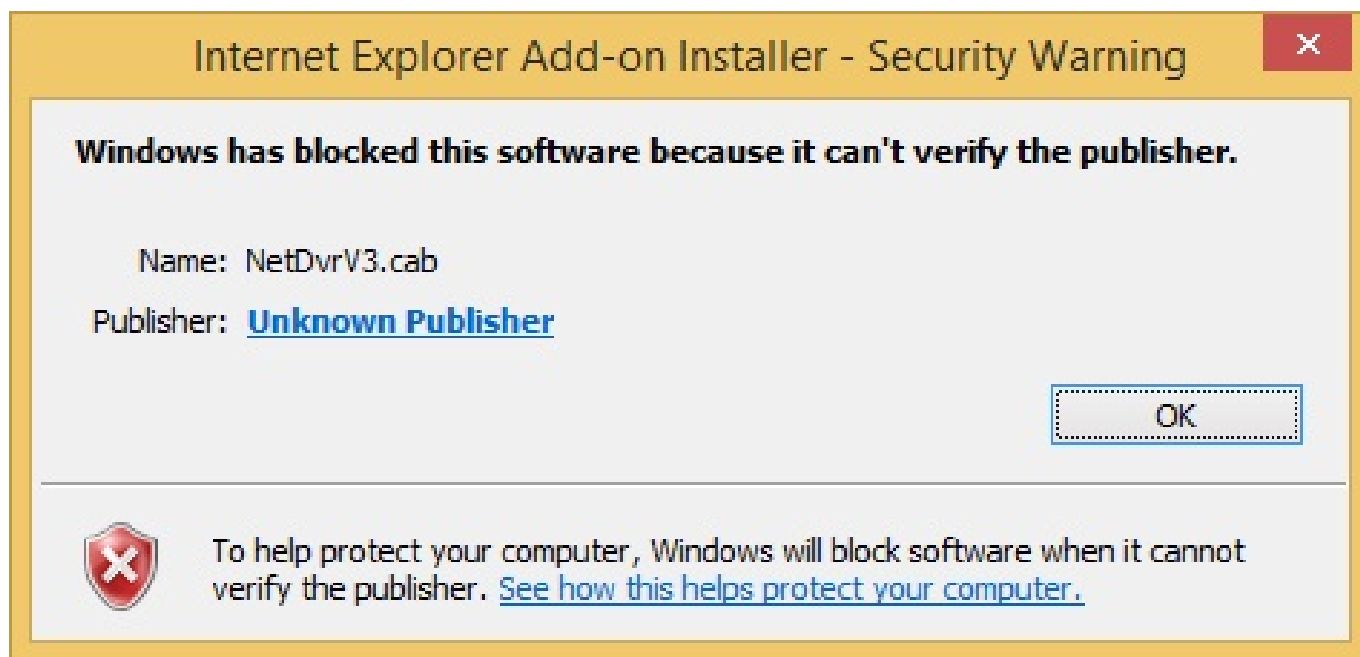 Internet Explorer Add-on Installer - Security Warning
Windows has blocked this software because it can't verify the publisher.
Name: NetDvrV3.cab
Publisher: Unknown Publisher
OK
To help protect your computer, Windows will block software when it cannot
verify the publisher. See how this helps protect your computer.